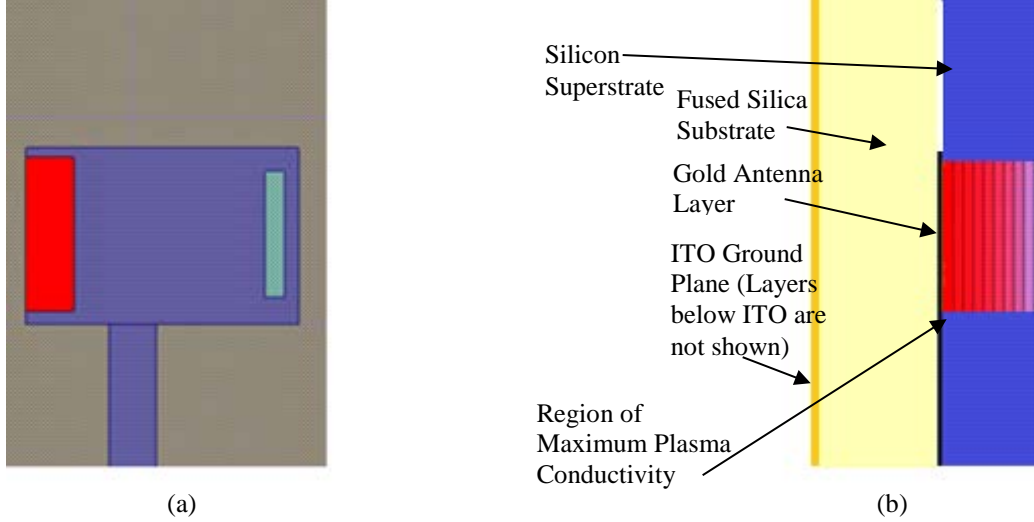 Silicon
Superstrate
Fused Silica
Substrate
Gold Antenna
Layer
ITO Ground
Plane (Layers
below ITO are
not shown)
Region of
Maximum Plasma
Conductivity
(a)
(b)